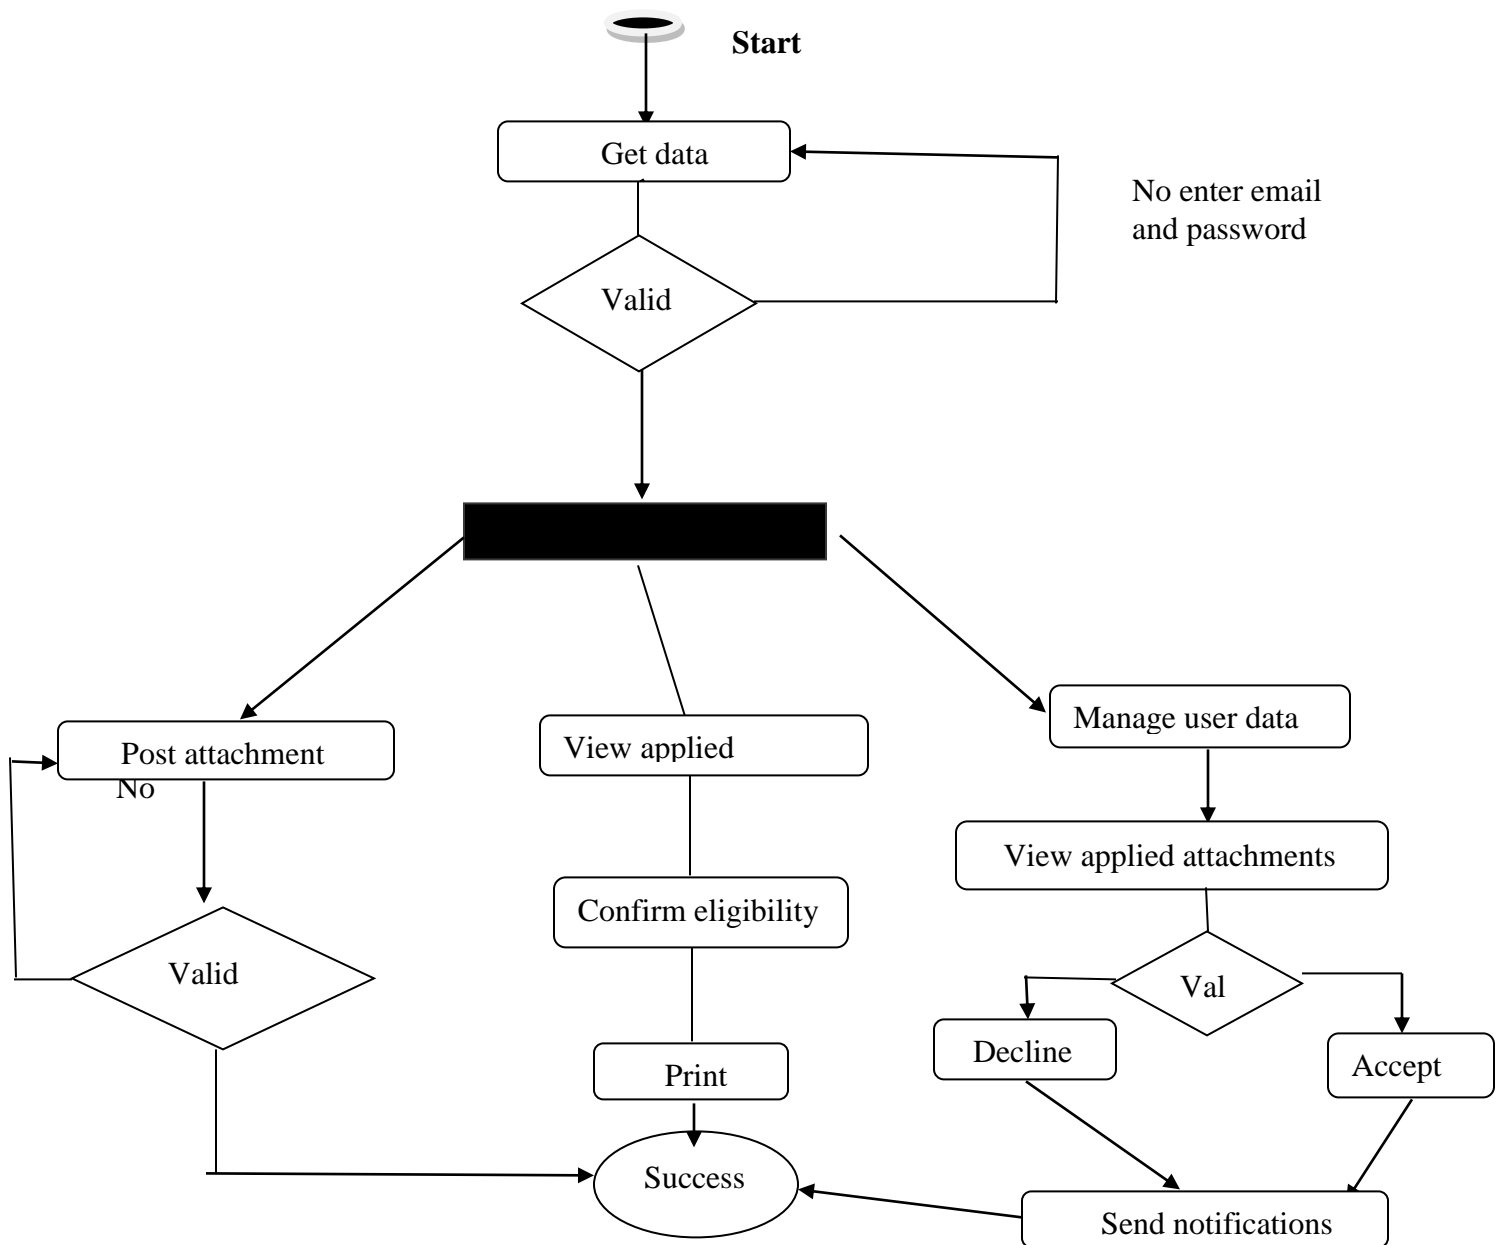 Start
Get data
No enter email
and password
Valid
Manage user data
Post attachment
View applied
No
View applied attachments
Confirm eligibility
Valid
Val
Decline
Accept
Print
Success
Send notifications